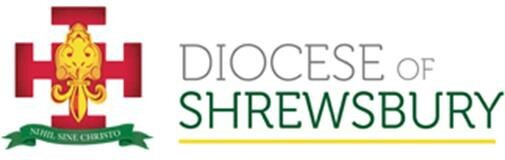 DIOCESE OF
SHREWSBURY
NIHIL SINE CHRISTO